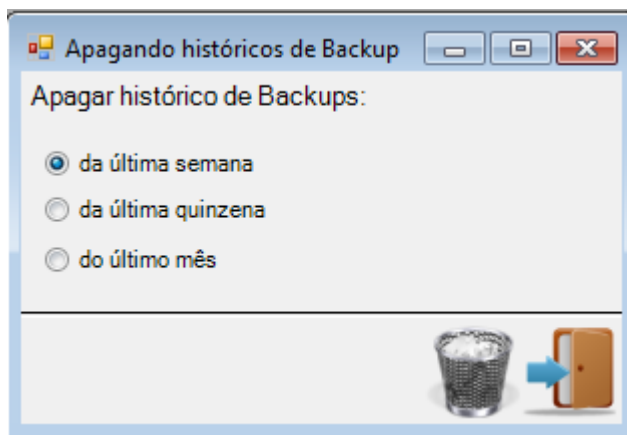 Apagando históricos de Backup
Apagar histórico de Backups:
da última semana
da última quinzena
do último mês